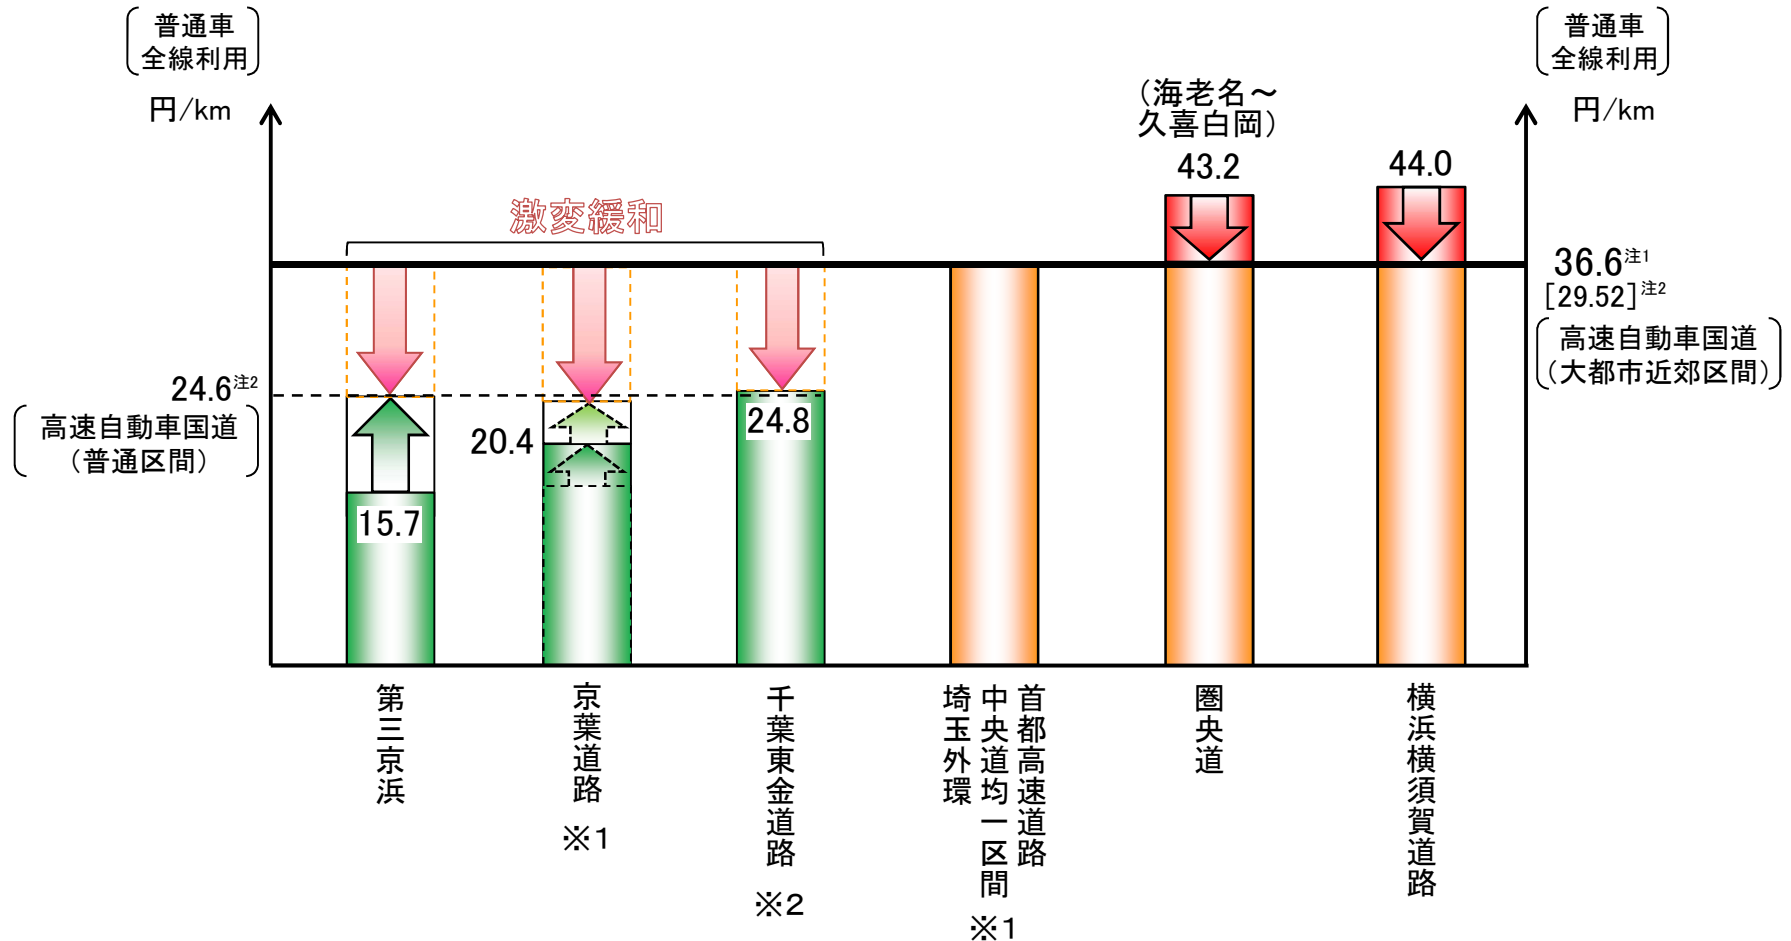 普通車
全線利用
円/km
普通車
全線利用
円/km
(海老名～
久喜白岡)
43.2
44.0
激変緩和
36.6注1
[29.52]注2
高速自動車国道
(大都市近郊区間)
24.6注2
高速自動車国道
(普通区間)
15.7
20.4
24.8
第三京浜
京葉道路
※1
千葉東金道路
※2
首都高速道路
中央道均一区間
埼玉外環
※1
圏央道
横浜横須賀道路